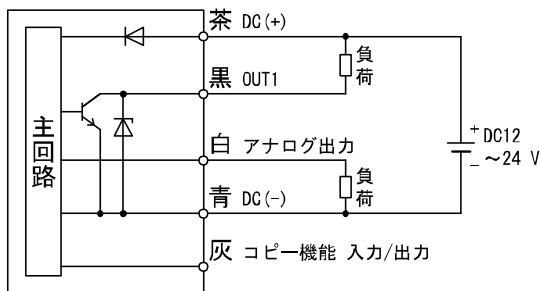 茶 DC(+)
負荷
黒 OUT1
主回路
白 アナログ出力
+ DC12
− ～24 V
負荷
青 DC(-)
灰 コピー機能 入力/出力